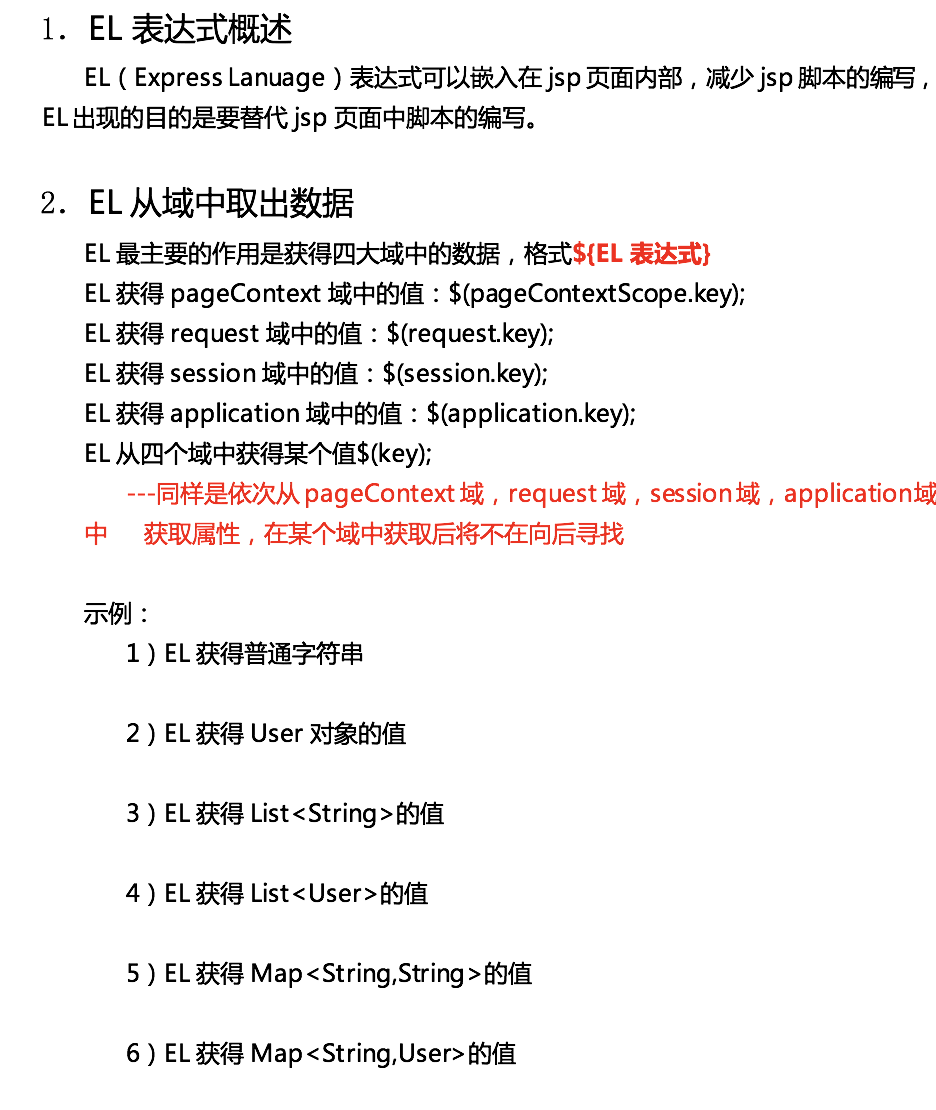 1. EL 表达式概述
EL（Express Lanuage）表达式可以嵌入在 jsp 页面内部，减少 jsp 脚本的编写，
EL 出现的目的是要替代 jsp 页面中脚本的编写。
2. EL 从域中取出数据
EL 最主要的作用是获得四大域中的数据，格式${EL 表达式}
EL 获得 pageContext 域中的值：$(pageContextScope.key);
EL 获得 request 域中的值：$(request.key);
EL 获得 session 域中的值：$(session.key);
EL 获得 application 域中的值：$(application.key);
EL 从四个域中获得某个值$(key);
---同样是依次从 pageContext 域，request 域，session 域，application 域
中 获取属性，在某个域中获取后将不在向后寻找
示例：
1）EL 获得普通字符串
2）EL 获得 User 对象的值
3）EL 获得 List<String>的值
4）EL 获得 List<User>的值
5）EL 获得 Map<String,String>的值
6）EL 获得 Map<String,User>的值